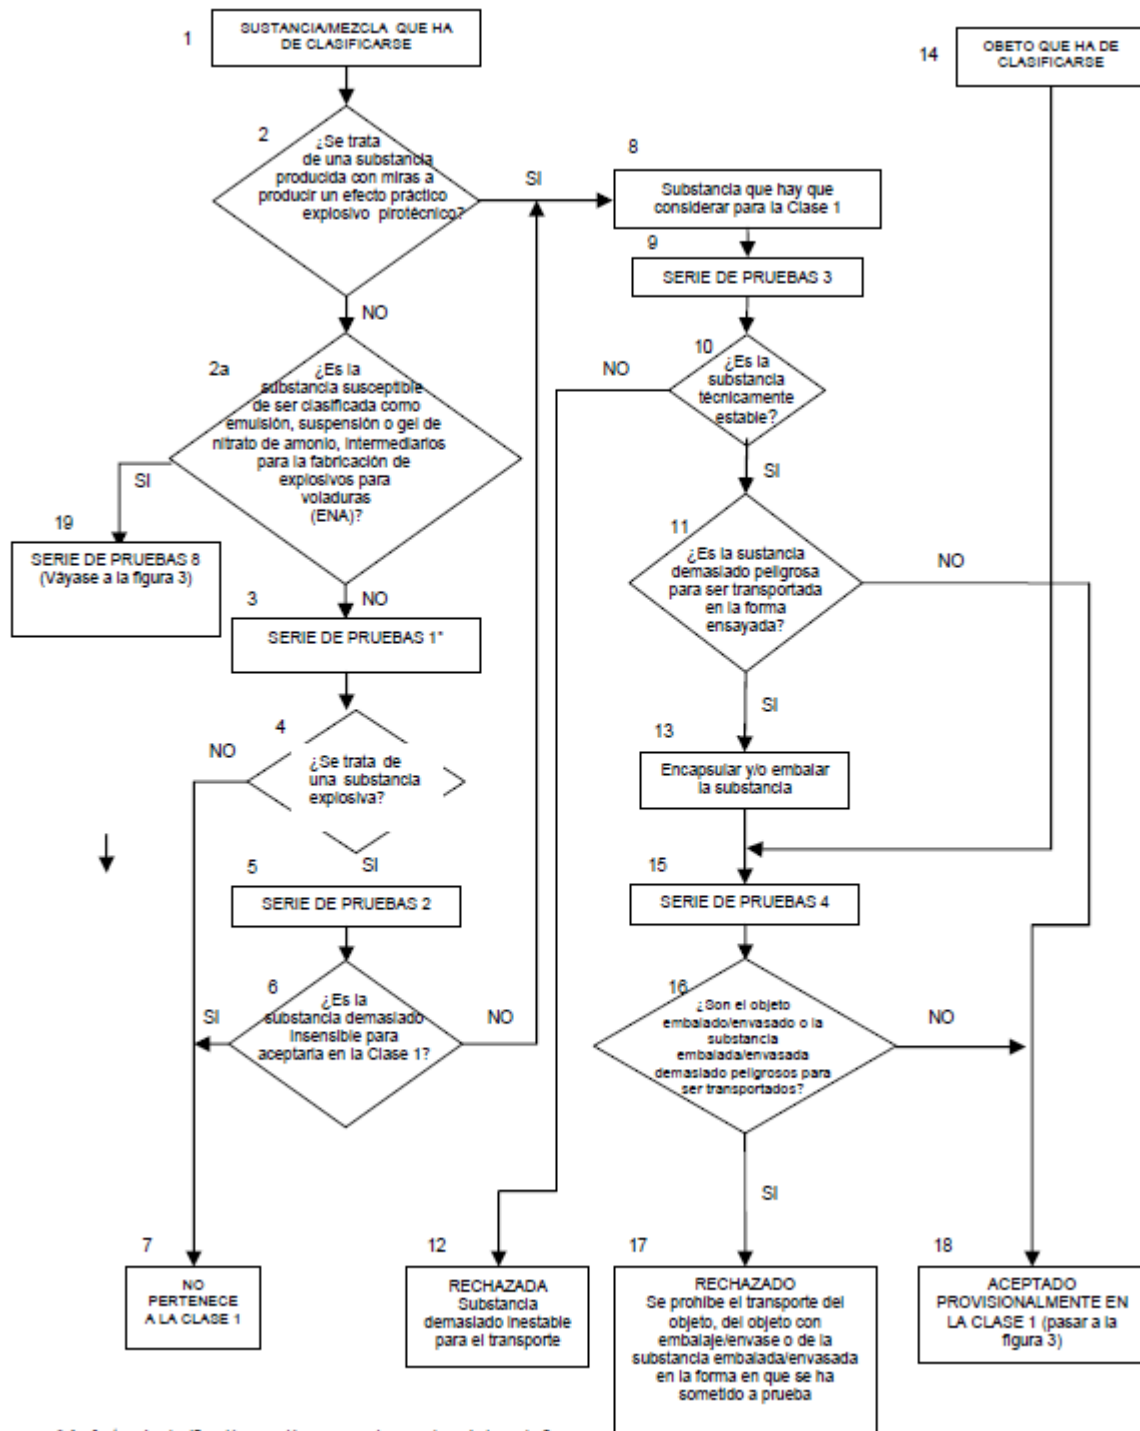 1
SUSTANCIA/MEZCLA QUE HA
DE CLASIFICARSE
2
¿Se trata
de una substancia
producida con miras a
producir un efecto práctico
explosivo pirotécnico?
SI
NO
2a
¿Es la
substancia susceptible
de ser clasificada como
emulsión, suspensión o gel de
nitrato de amonio, intermediarios
para la fabricación de
explosivos para
voladuras
(ENA)?
SI
19
SERIE DE PRUEBAS 8
(Váyase a la figura 3)
NO
3
SERIE DE PRUEBAS 1*
4
¿Se trata de
una substancia
explosiva?
NO
SI
5
SERIE DE PRUEBAS 2
6
¿Es la
substancia demasiado
insensible para
aceptarla en la Clase 1?
SI
NO
7
NO
PERTENECE
A LA CLASE 1
8
Substancia que hay que
considerar para la Clase 1
9
SERIE DE PRUEBAS 3
10
¿Es la
substancia
técnicamente
estable?
NO
SI
11
¿Es la sustancia
demasiado peligrosa
para ser transportada
en la forma
ensayada?
NO
SI
12
RECHAZADA
Substancia
demasiado inestable
para el transporte
13
Encapsular y/o embalar
la substancia
14
OBETO QUE HA DE
CLASIFICARSE
15
SERIE DE PRUEBAS 4
16
¿Son el objeto
embalado/envasado o la
substancia
embalada/envasada
demasiado peligrosos para
ser transportados?
NO
SI
17
RECHAZADO
Se prohibe el transporte del
objeto, del objeto con
embalaje/envase o de la
substancia embalada/envasada
en la forma en que se ha
sometido a prueba
18
ACEPTADO
PROVISIONALMENTE EN
LA CLASE 1 (pasar a la
figura 3)